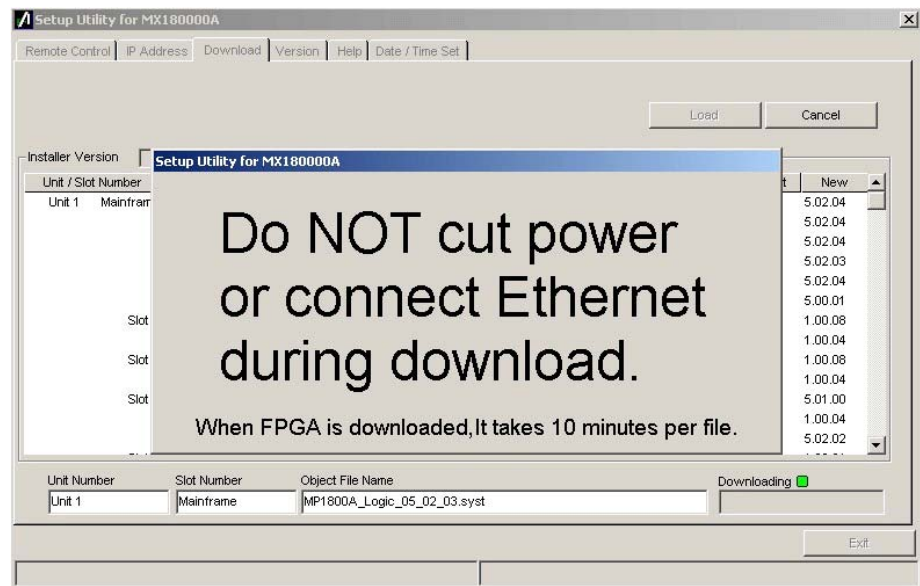 Setup Utility for MX180000A
Remote Control IP Address Download Version Help Date / Time Set
Load Cancel
Installer Version
Setup Utility for MX180000A
Unit / Slot Number New
Unit 1 Mainfram 5.02.04
5.02.04
5.02.04
5.02.03
5.02.04
5.00.01
Slot 1.00.08
1.00.04
Slot 1.00.08
1.00.04
Slot 5.01.00
1.00.04
5.02.02
Do NOT cut power
or connect Ethernet
during download.
When FPGA is downloaded,It takes 10 minutes per file.
Unit Number Slot Number Object File Name Downloading
Unit 1 Mainframe MP1800A_Logic_05_02_03.syst
Exit